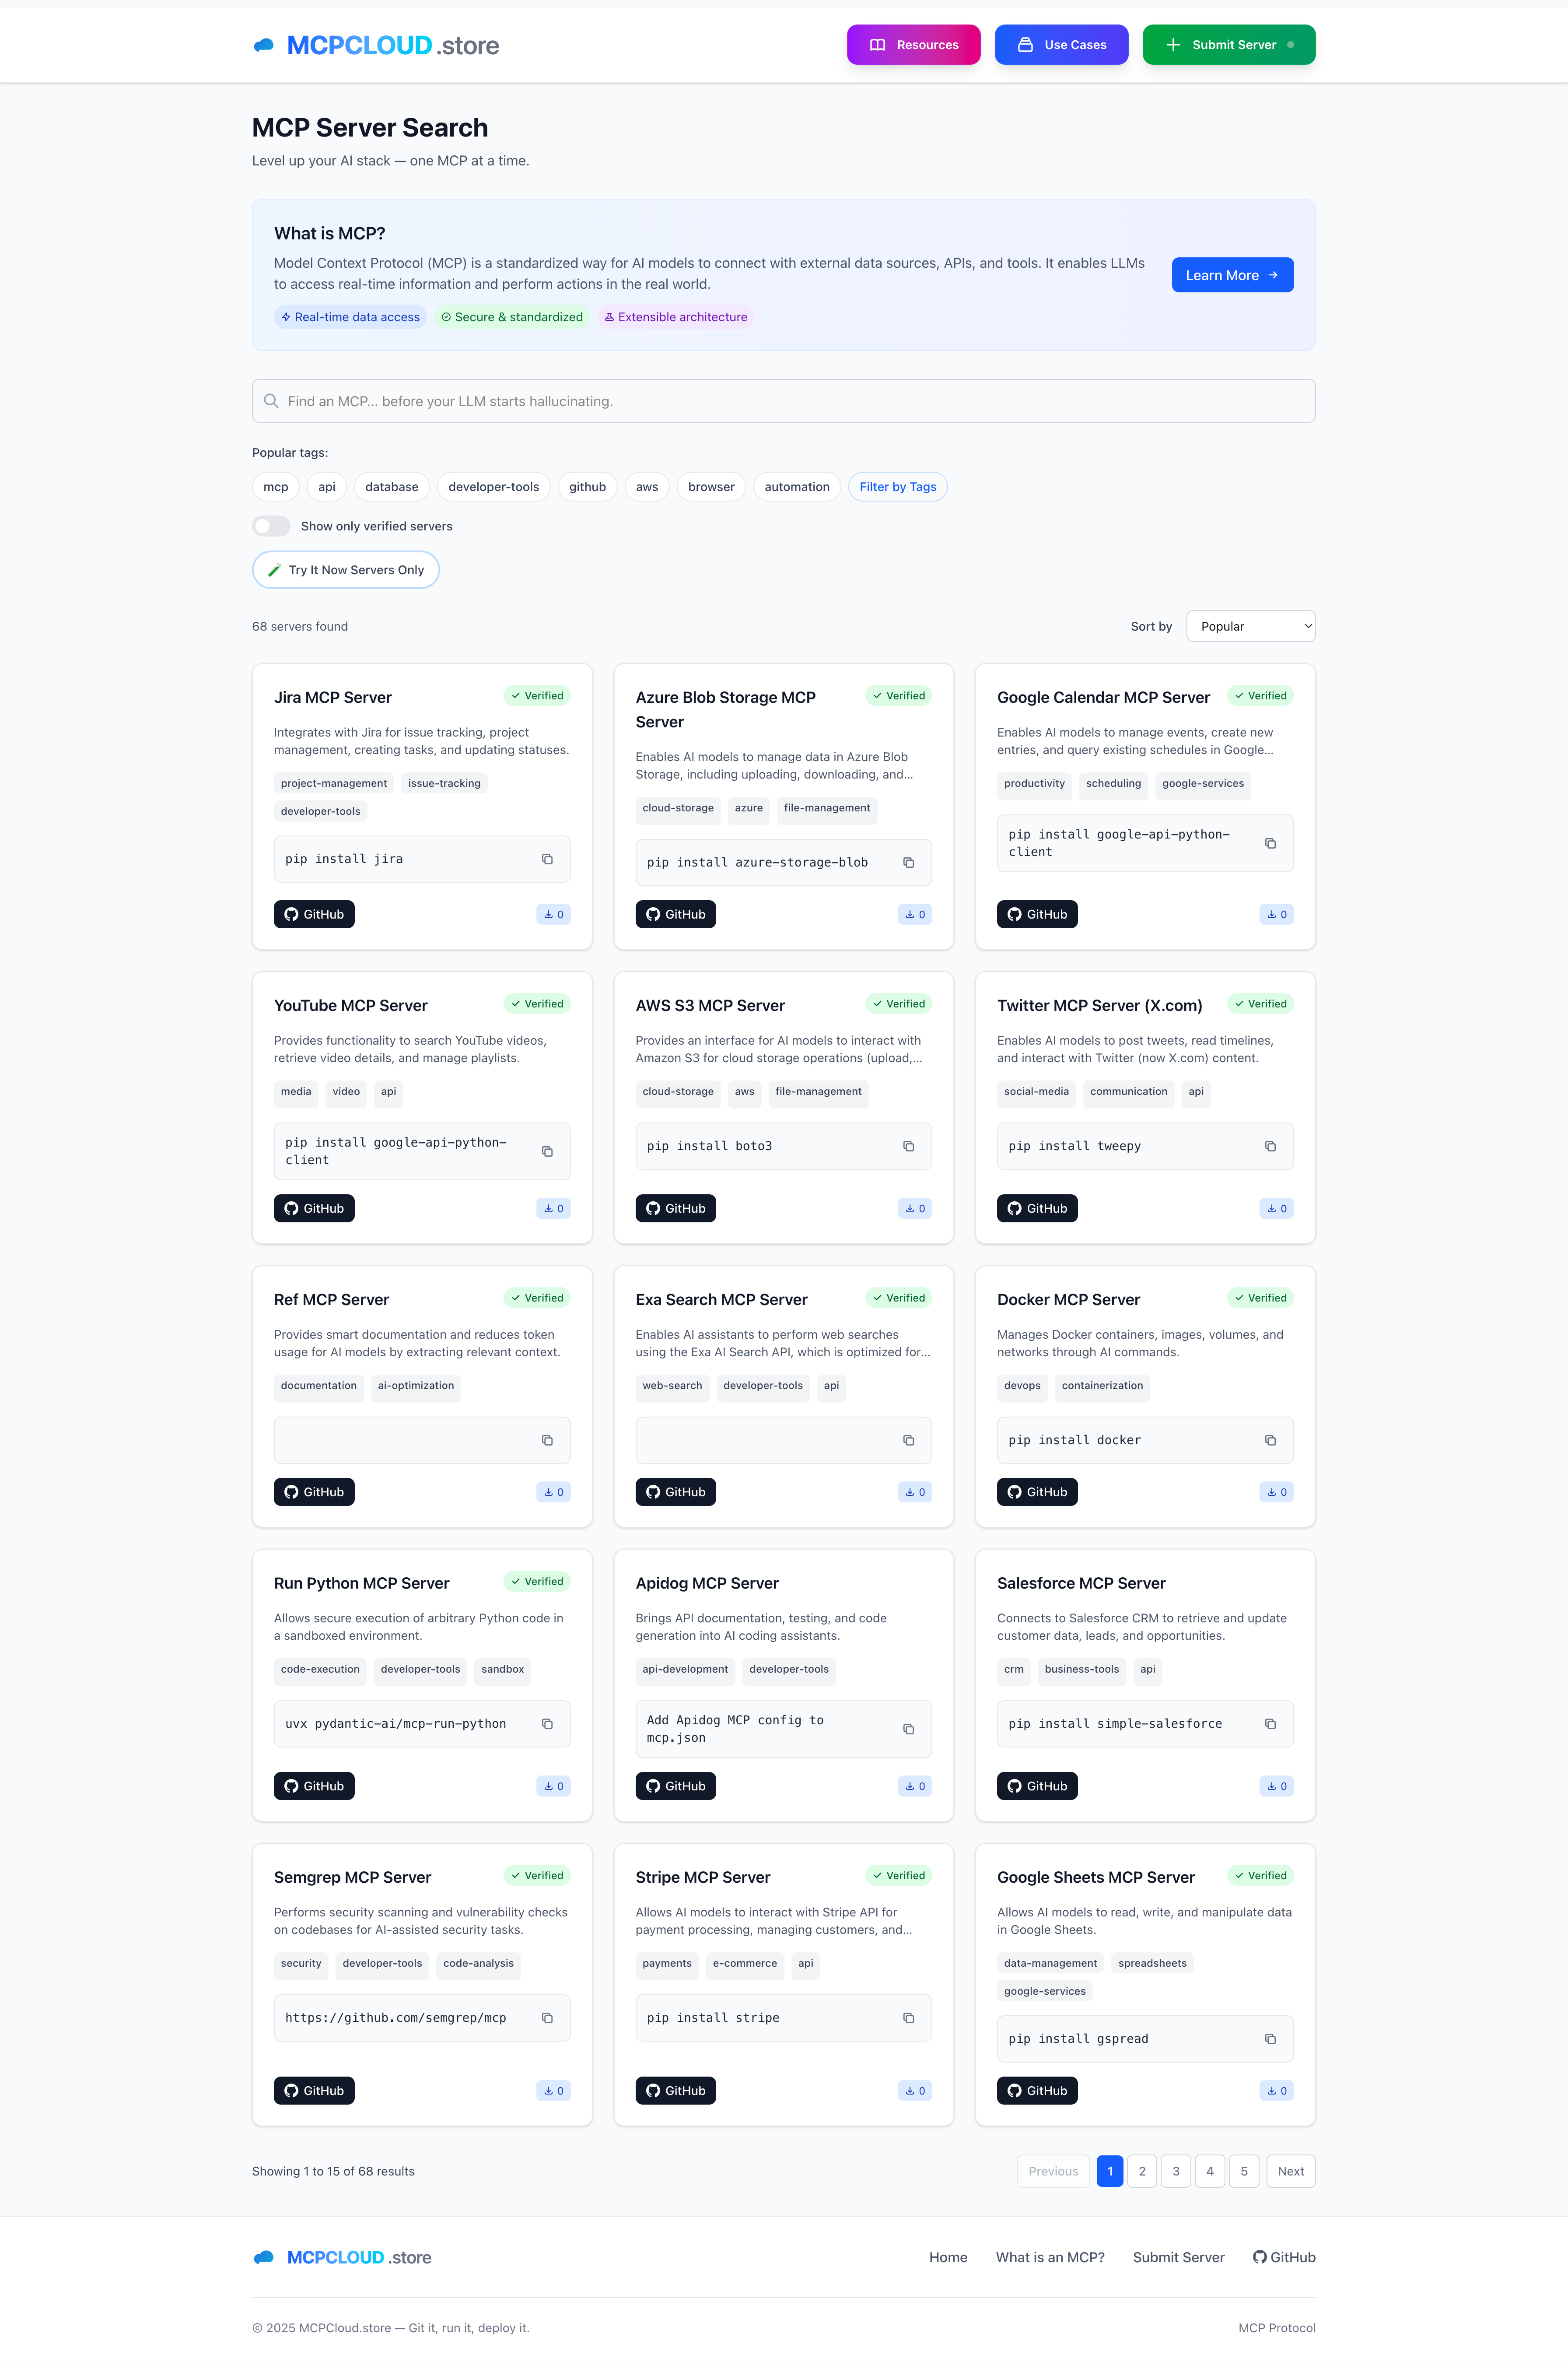 MCPCLOUD .store
Resources
Use Cases
Submit Server
MCP Server Search
Level up your AI stack — one MCP at a time.
What is MCP?
Model Context Protocol (MCP) is a standardized way for AI models to connect with external data sources, APIs, and tools. It enables LLMs
to access real-time information and perform actions in the real world.
Learn More →
Real-time data access
Secure & standardized
Extensible architecture
Find an MCP... before your LLM starts hallucinating.
Popular tags:
mcp
api
database
developer-tools
github
aws
browser
automation
Filter by Tags
Show only verified servers
Try It Now Servers Only
68 servers found
Sort by
Popular
Jira MCP Server
Verified
Integrates with Jira for issue tracking, project
management, creating tasks, and updating statuses.
project-management
issue-tracking
developer-tools
pip install jira
GitHub
0
Azure Blob Storage MCP
Server
Verified
Enables AI models to manage data in Azure Blob
Storage, including uploading, downloading, and...
cloud-storage
azure
file-management
pip install azure-storage-blob
GitHub
0
Google Calendar MCP Server
Verified
Enables AI models to manage events, create new
entries, and query existing schedules in Google...
productivity
scheduling
google-services
pip install google-api-python-
client
GitHub
0
YouTube MCP Server
Verified
Provides functionality to search YouTube videos,
retrieve video details, and manage playlists.
media
video
api
pip install google-api-python-
client
GitHub
0
AWS S3 MCP Server
Verified
Provides an interface for AI models to interact with
Amazon S3 for cloud storage operations (upload,...
cloud-storage
aws
file-management
pip install boto3
GitHub
0
Twitter MCP Server (X.com)
Verified
Enables AI models to post tweets, read timelines,
and interact with Twitter (now X.com) content.
social-media
communication
api
pip install tweepy
GitHub
0
Ref MCP Server
Verified
Provides smart documentation and reduces token
usage for AI models by extracting relevant context.
documentation
ai-optimization
GitHub
0
Exa Search MCP Server
Verified
Enables AI assistants to perform web searches
using the Exa AI Search API, which is optimized for...
web-search
developer-tools
api
GitHub
0
Docker MCP Server
Verified
Manages Docker containers, images, volumes, and
networks through AI commands.
devops
containerization
pip install docker
GitHub
0
Run Python MCP Server
Verified
Allows secure execution of arbitrary Python code in
a sandboxed environment.
code-execution
developer-tools
sandbox
uvx pydantic-ai/mcp-run-python
GitHub
0
Apidog MCP Server
Brings API documentation, testing, and code
generation into AI coding assistants.
api-development
developer-tools
Add Apidog MCP config to
mcp.json
GitHub
0
Salesforce MCP Server
Connects to Salesforce CRM to retrieve and update
customer data, leads, and opportunities.
crm
business-tools
api
pip install simple-salesforce
GitHub
0
Semgrep MCP Server
Verified
Performs security scanning and vulnerability checks
on codebases for AI-assisted security tasks.
security
developer-tools
code-analysis
https://github.com/semgrep/mcp
GitHub
0
Stripe MCP Server
Verified
Allows AI models to interact with Stripe API for
payment processing, managing customers, and...
payments
e-commerce
api
pip install stripe
GitHub
0
Google Sheets MCP Server
Verified
Allows AI models to read, write, and manipulate data
in Google Sheets.
data-management
spreadsheets
google-services
pip install gspread
GitHub
0
Showing 1 to 15 of 68 results
Previous
1
2
3
4
5
Next
MCPCLOUD .store
Home
What is an MCP?
Submit Server
GitHub
© 2025 MCPCloud.store — Git it, run it, deploy it.
MCP Protocol